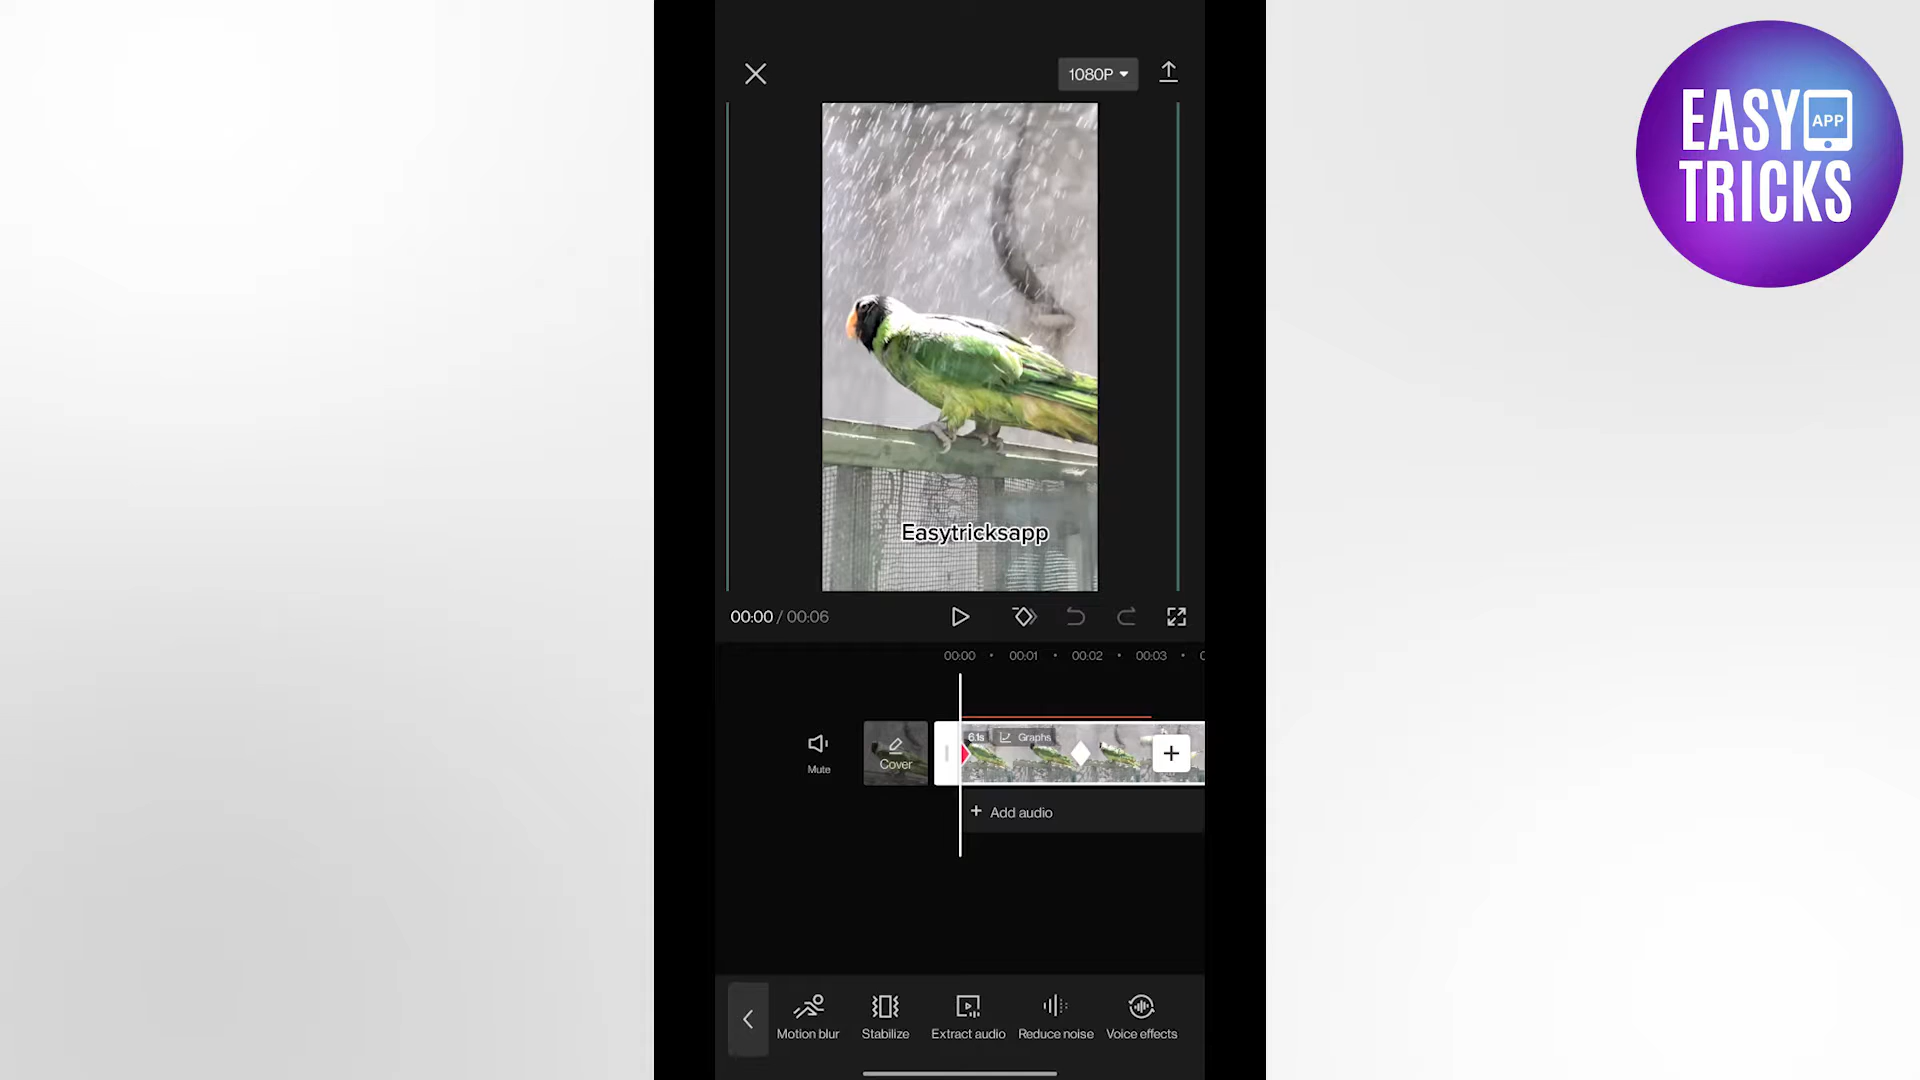 1080P
EASY APP
TRICKS
Easytricksapp
00:00 / 00:06
00:00 00:01 00:02 00:03
6.1s Graphs
Mute
Cover
+ Add audio
Motion blur Stabilize Extract audio Reduce noise Voice effects